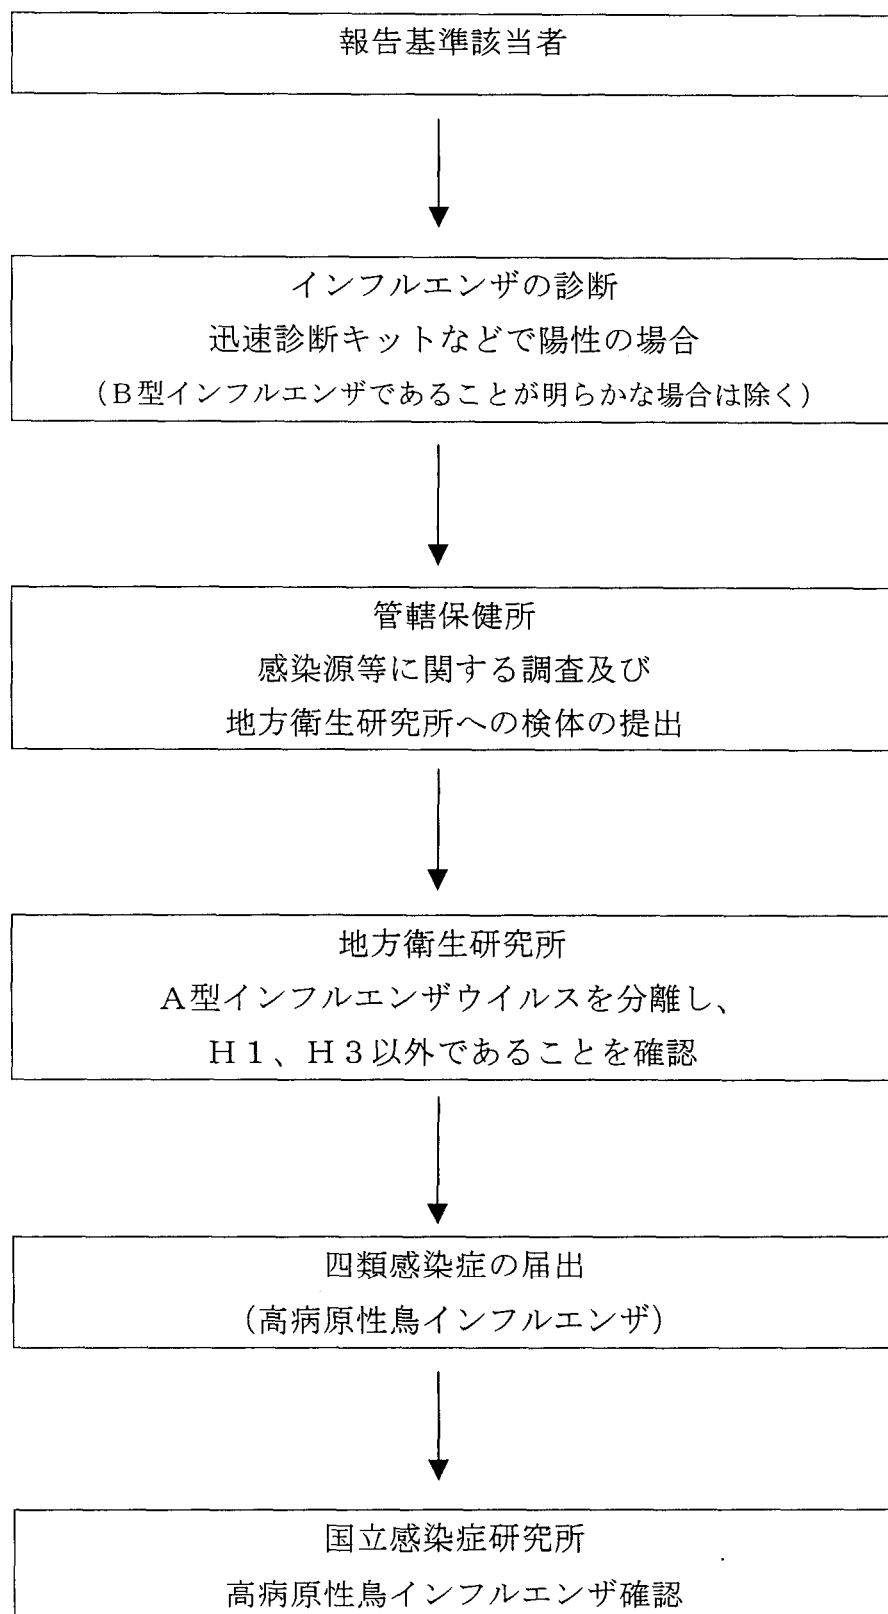 報告基準該当者
インフルエンザの診断
迅速診断キットなどで陽性の場合
（Ｂ型インフルエンザであることが明らかな場合は除く）
管轄保健所
感染源等に関する調査及び
地方衛生研究所への検体の提出
地方衛生研究所
Ａ型インフルエンザウイルスを分離し、
Ｈ１、Ｈ３以外であることを確認
四類感染症の届出
（高病原性鳥インフルエンザ）
国立感染症研究所
高病原性鳥インフルエンザ確認